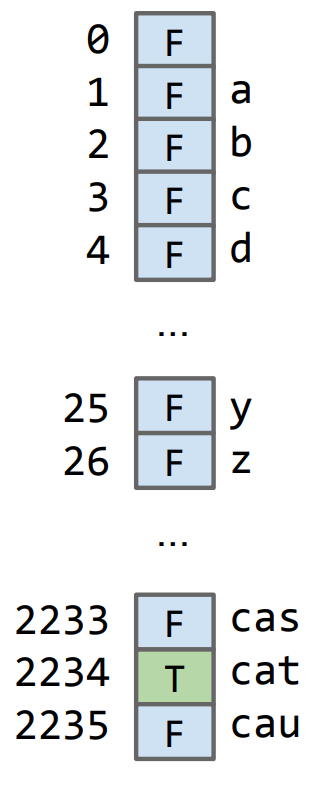 0 F
1 F a
2 F b
3 F c
4 F d
...
25 F y
26 F z
...
2233 F cas
2234 T cat
2235 F cau